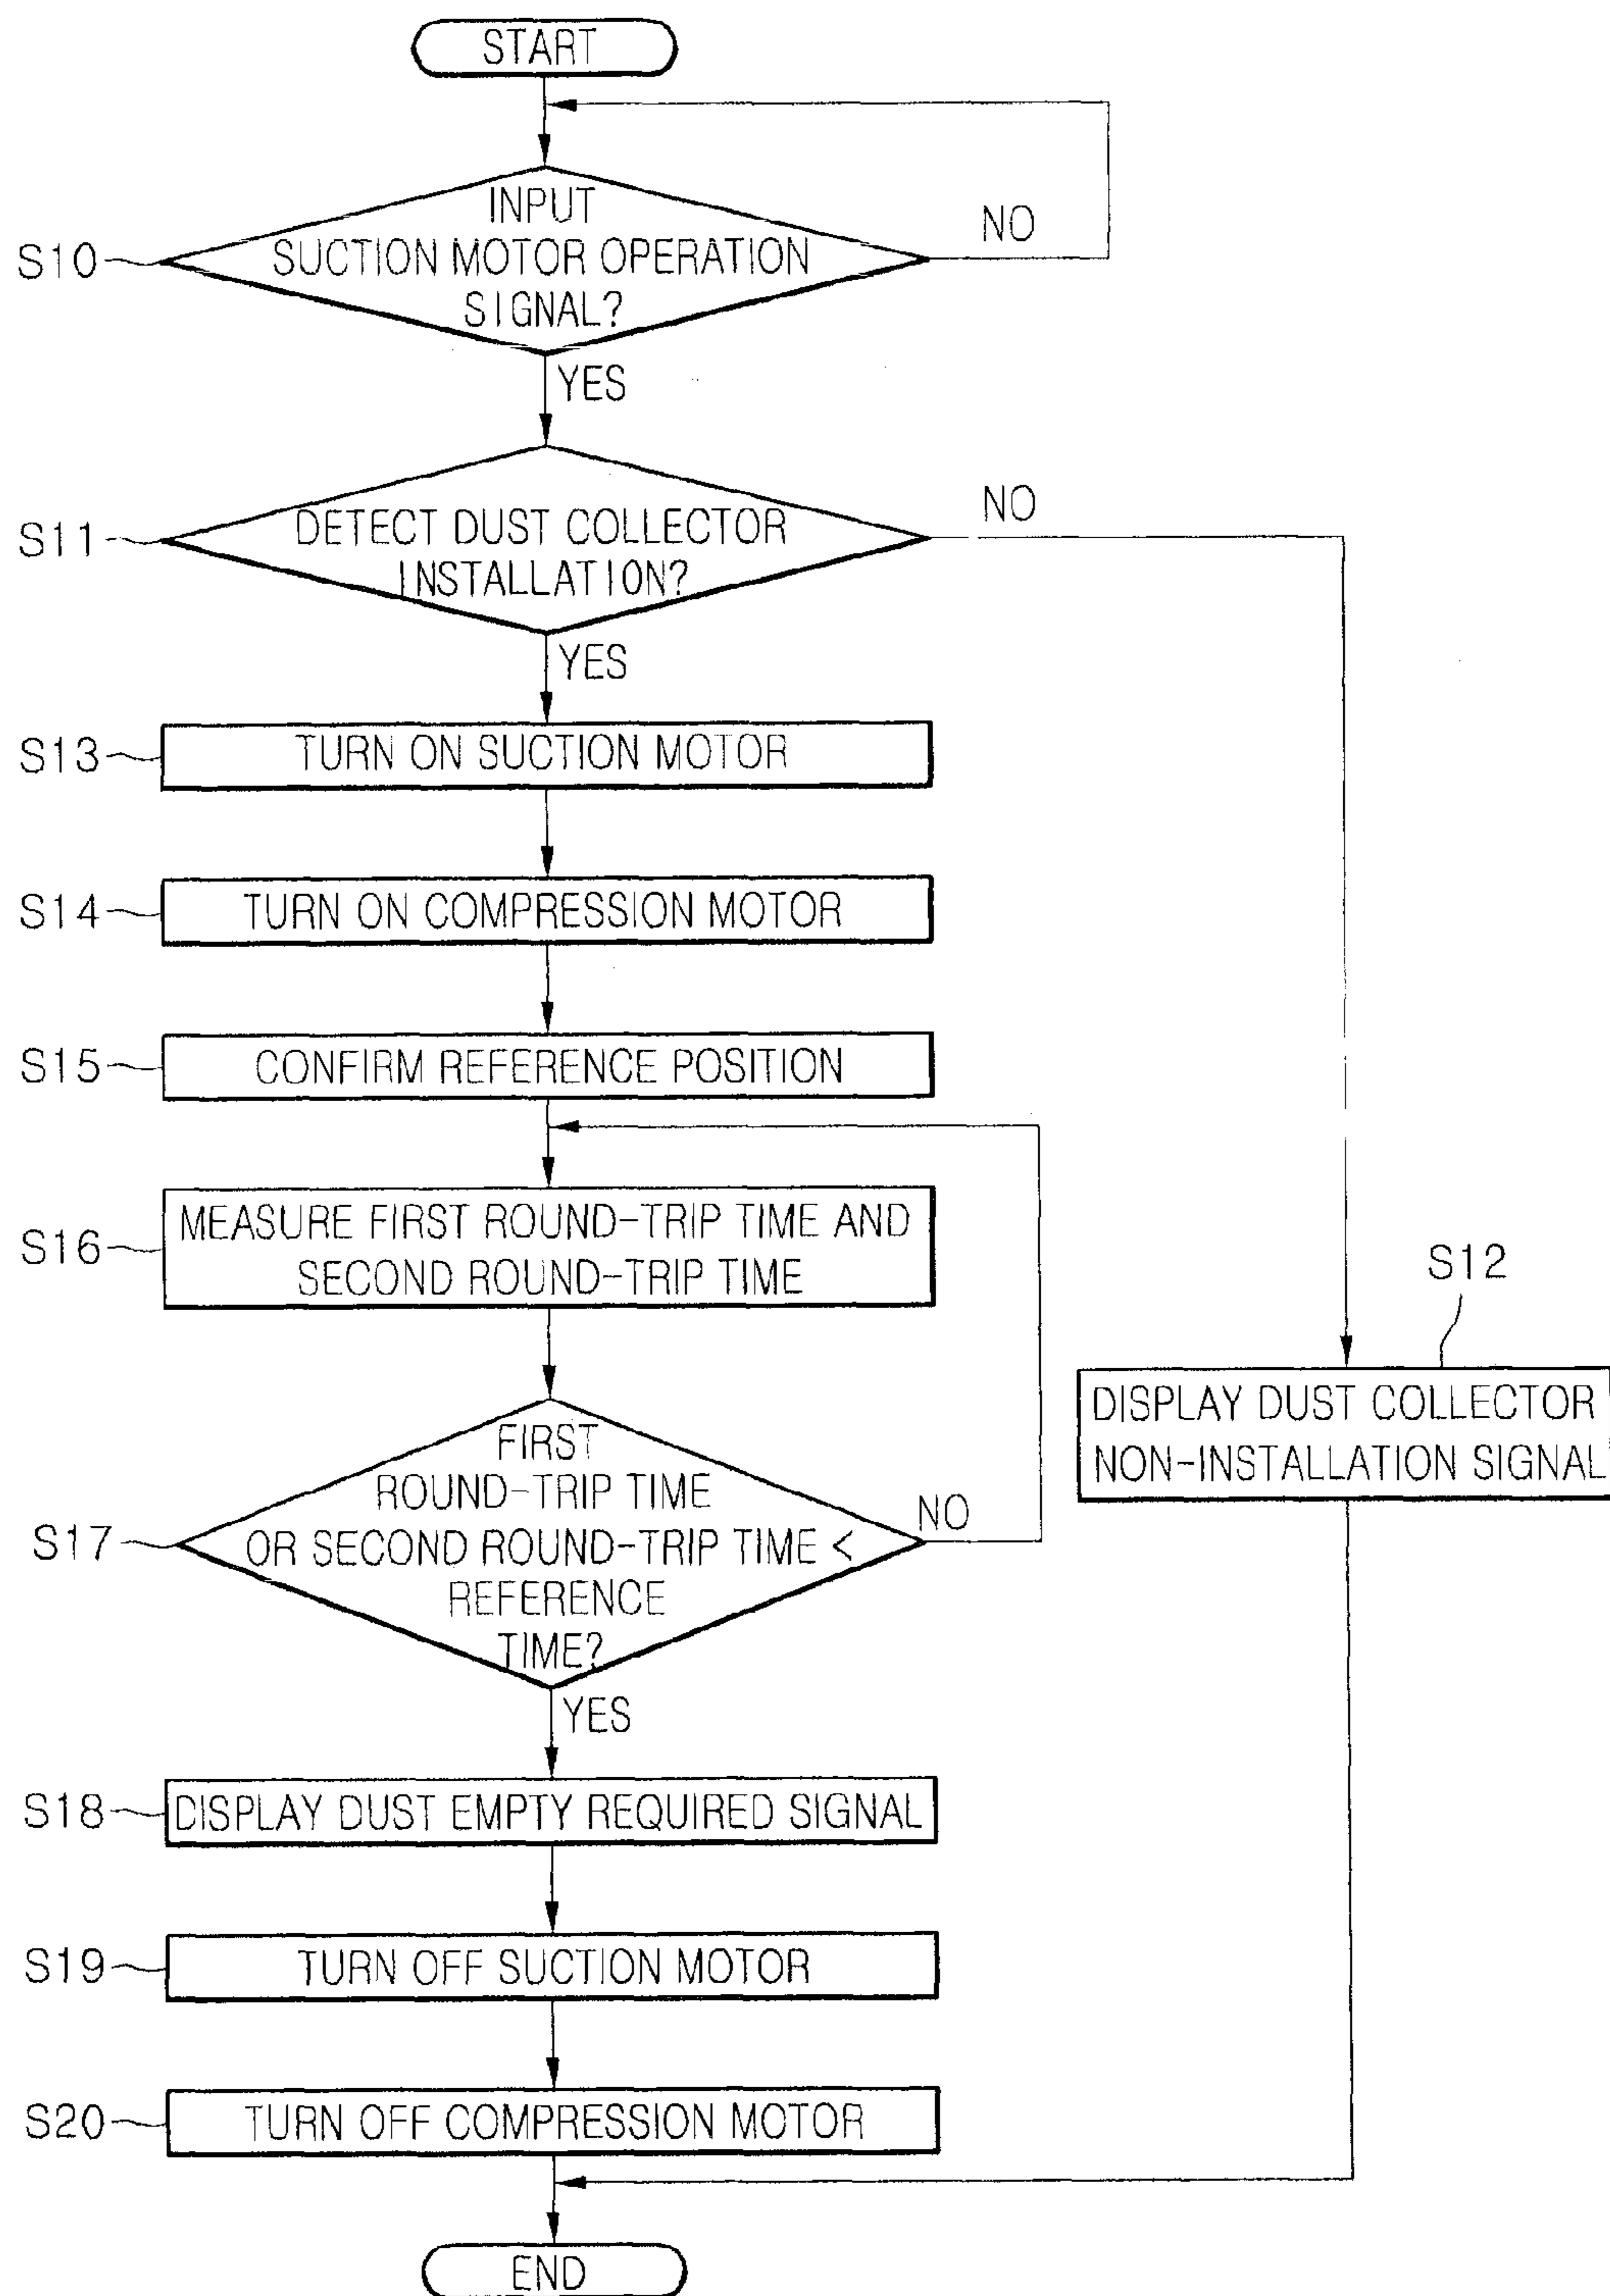 START
INPUT
SUCTION MOTOR OPERATION
SIGNAL?
NO
S10
YES
DETECT DUST COLLECTOR
INSTALLATION?
NO
S11
YES
S13
TURN ON SUCTION MOTOR
S14
TURN ON COMPRESSION MOTOR
S15
CONFIRM REFERENCE POSITION
S16
MEASURE FIRST ROUND-TRIP TIME AND
SECOND ROUND-TRIP TIME
S12
DISPLAY DUST COLLECTOR
NON-INSTALLATION SIGNAL
FIRST
ROUND-TRIP TIME
OR SECOND ROUND-TRIP TIME <
REFERENCE
TIME?
NO
S17
YES
S18
DISPLAY DUST EMPTY REQUIRED SIGNAL
S19
TURN OFF SUCTION MOTOR
S20
TURN OFF COMPRESSION MOTOR
END